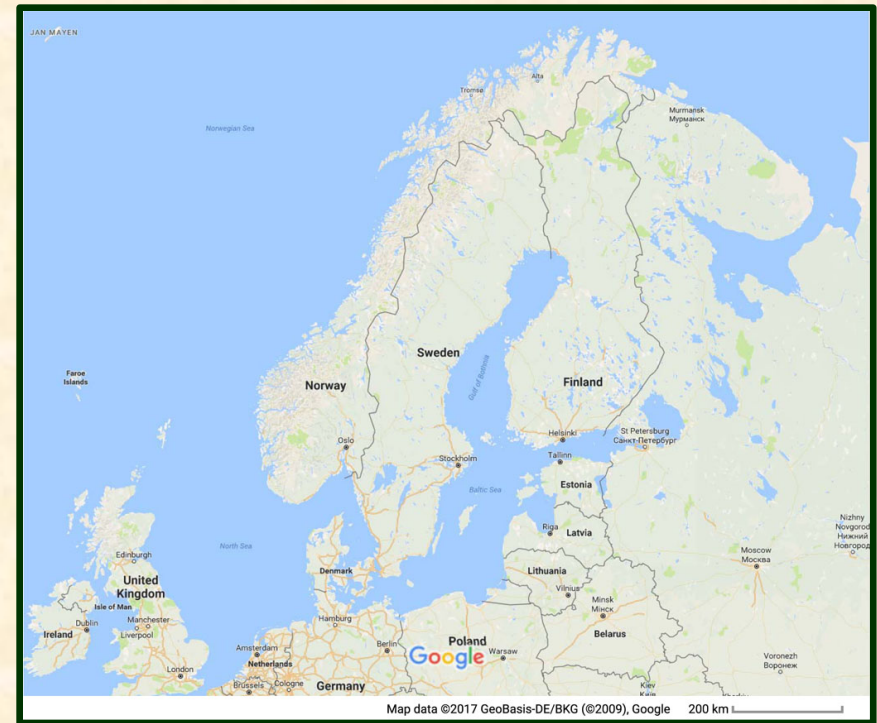 JAN MAYEN
Alta
Tromsø
Murmansk
Мурманск
Norwegian Sea
Sweden
Gulf of Bothnia
Faroe
Islands
Norway
Finland
Oslo
Helsinki
St Petersburg
Санкт-Петербург
Stockholm
Tallinn
Estonia
Baltic Sea
Nizhny
Novgorod
Нижний
Новгород
Riga
Latvia
North Sea
Moscow
Москва
Edinburgh
Denmark
Lithuania
United
Kingdom
Vilnius
Isle of Man
Minsk
Мінск
Dublin
Manchester
Hamburg
Ireland
Liverpool
Belarus
Amsterdam
Berlin
Poland
Google
Warsaw
Netherlands
Voronezh
Воронеж
London
Brussels
Cologne
Germany
Kiev
Map data ©2017 GeoBasis-DE/BKG (©2009), Google 200 km